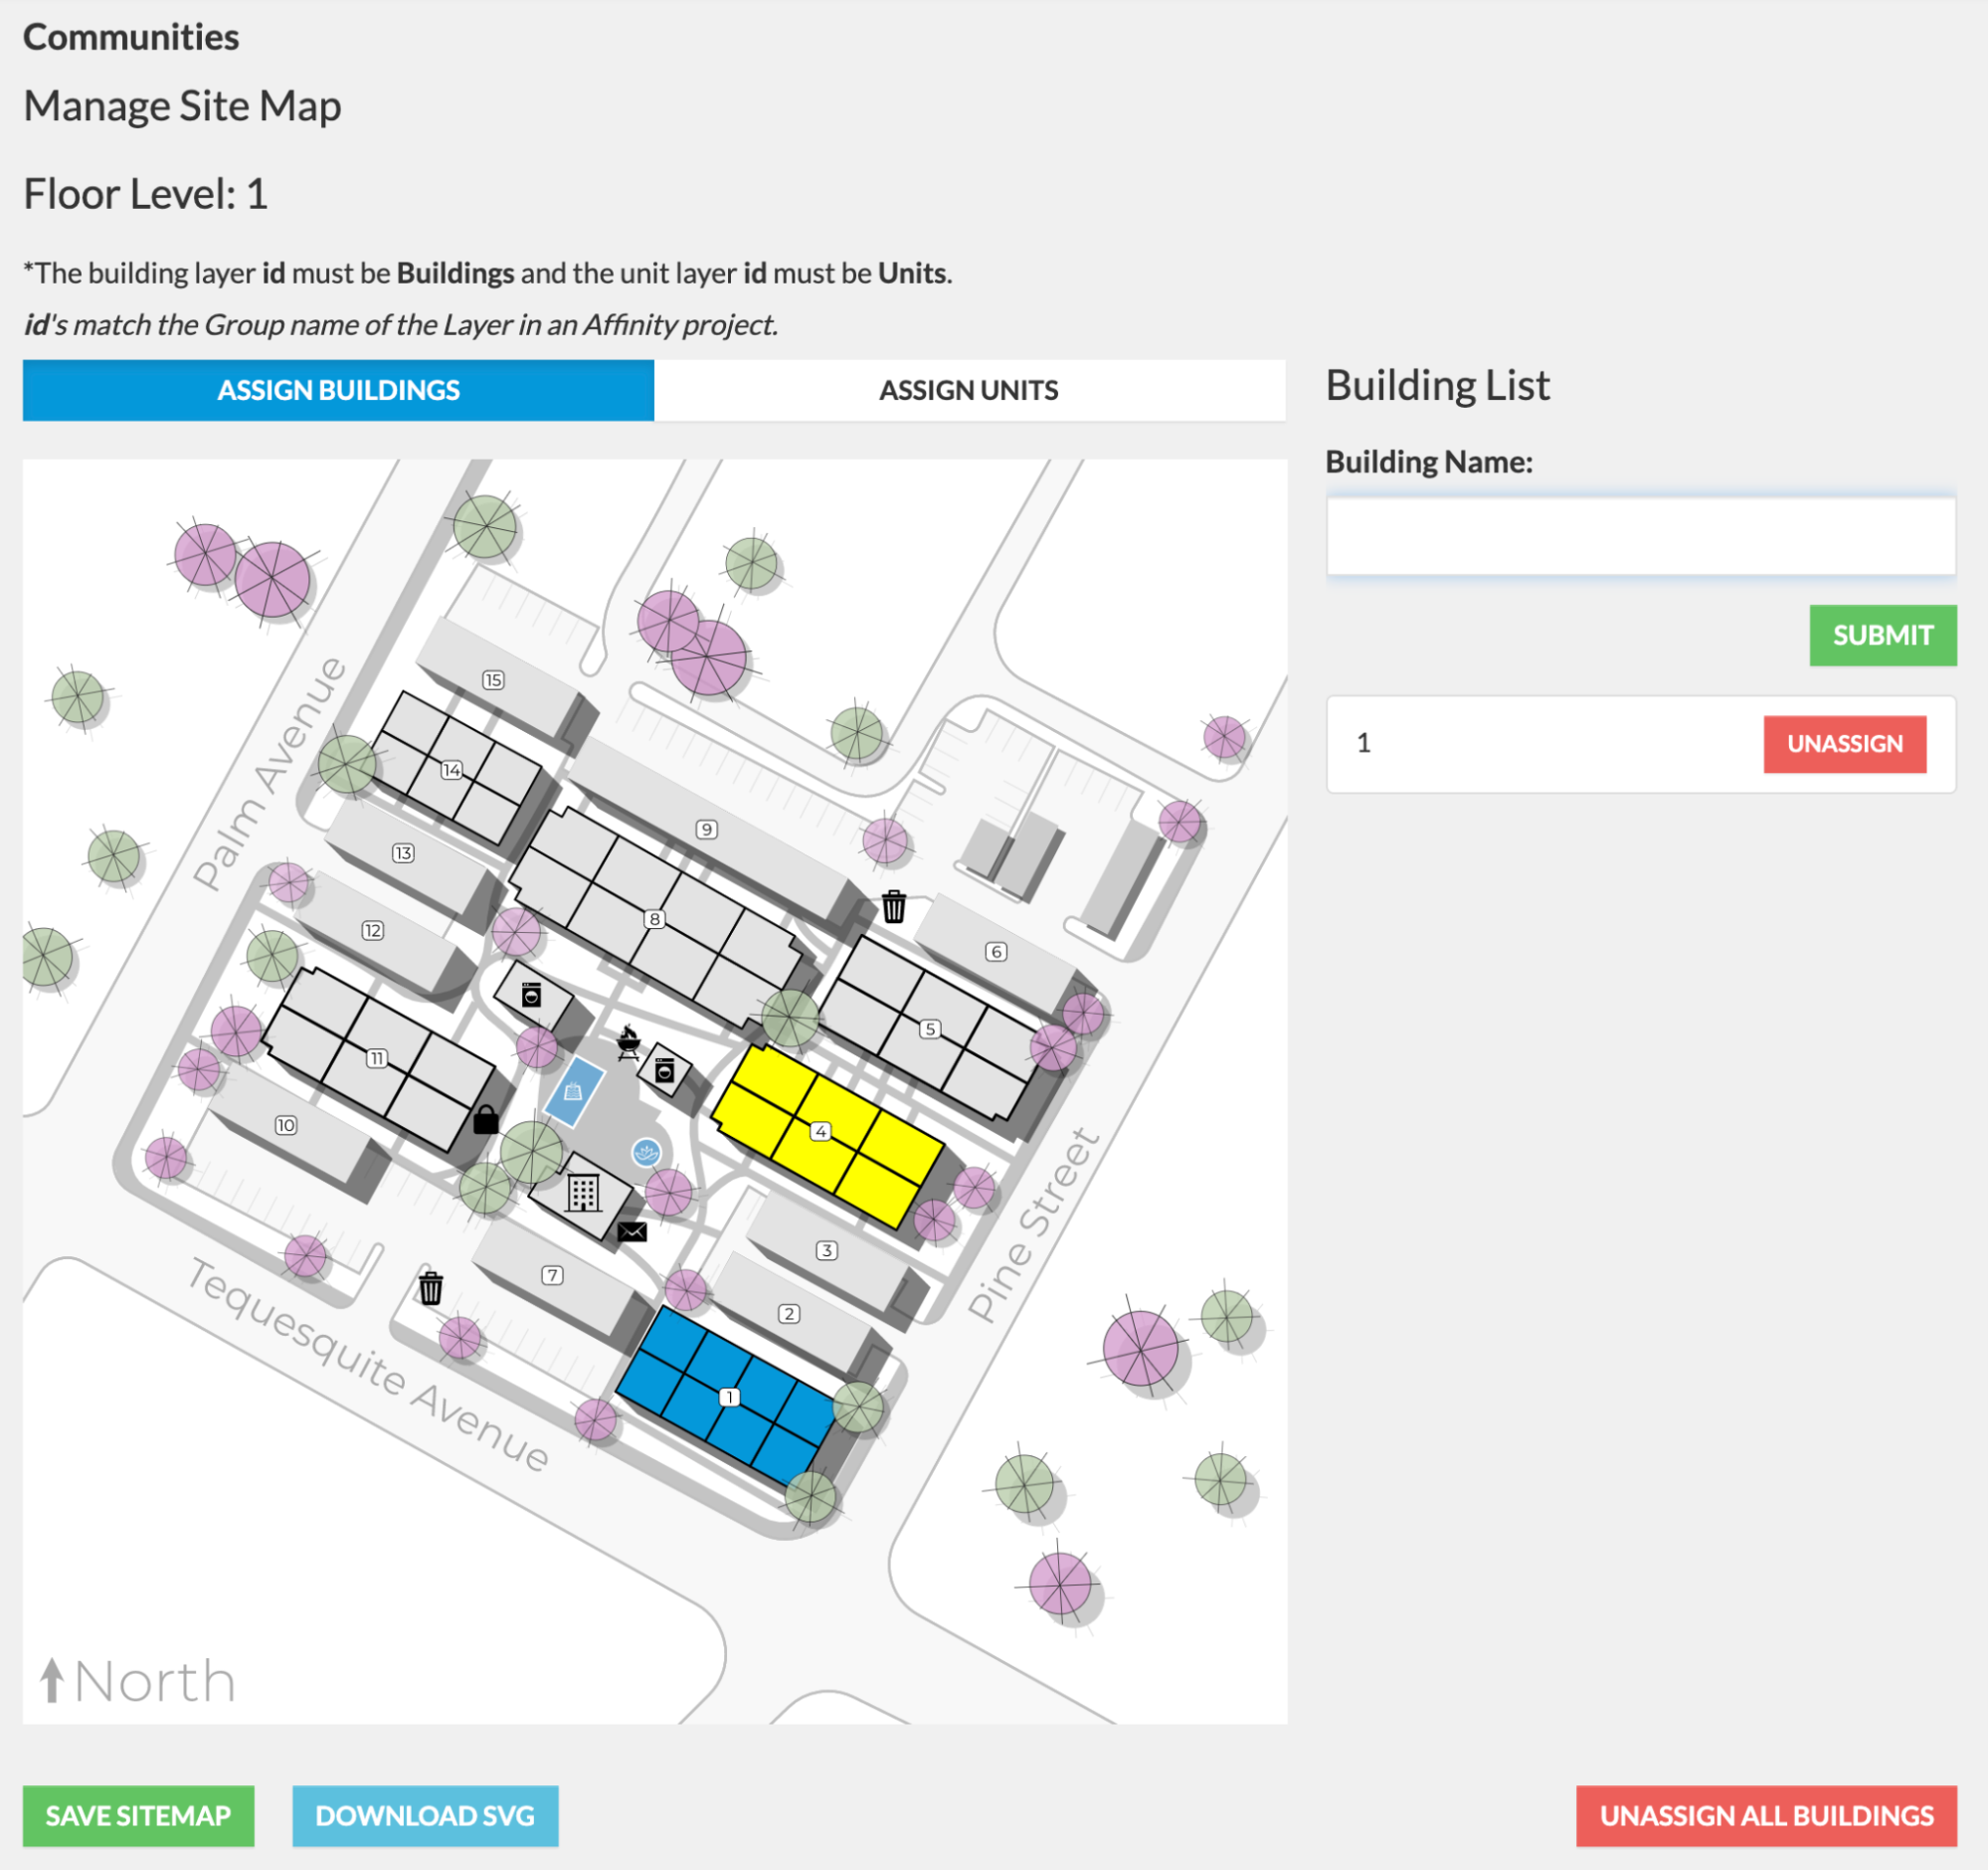 Communities
Manage Site Map
Floor Level: 1
*The building layer id must be Buildings and the unit layer id must be Units.
id's match the Group name of the Layer in an Affinity project.
ASSIGN BUILDINGS
ASSIGN UNITS
Building List
Building Name:
SUBMIT
1
UNASSIGN
15
14
13
12
11
10
9
8
7
6
5
4
3
2
1
Palm Avenue
Pine Street
Tequesquite Avenue
North
SAVE SITEMAP
DOWNLOAD SVG
UNASSIGN ALL BUILDINGS